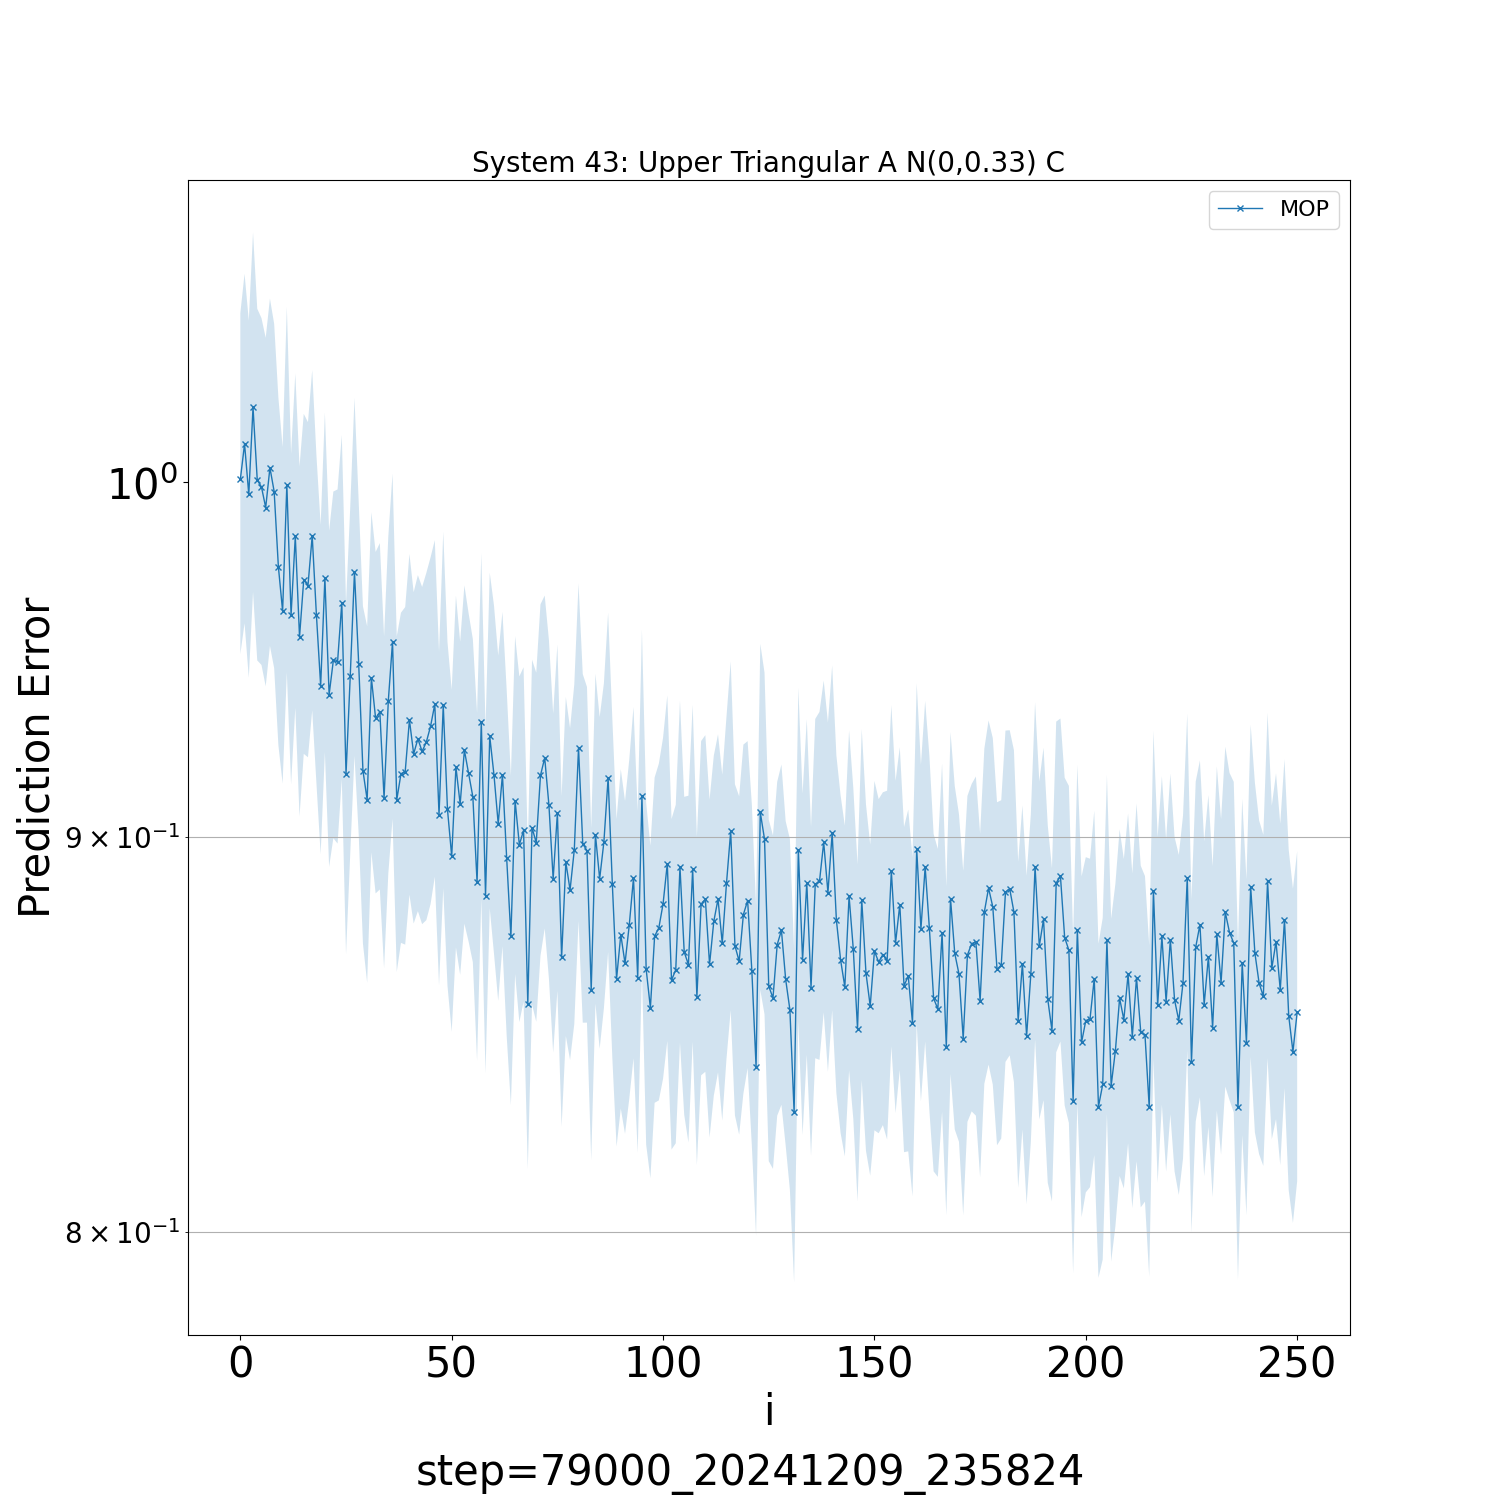 System 43: Upper Triangular A N(0,0.33) C
MOP
Prediction Error
10⁰
9 × 10⁻¹
8 × 10⁻¹
0 50 100 150 200 250
i
step=79000_20241209_235824